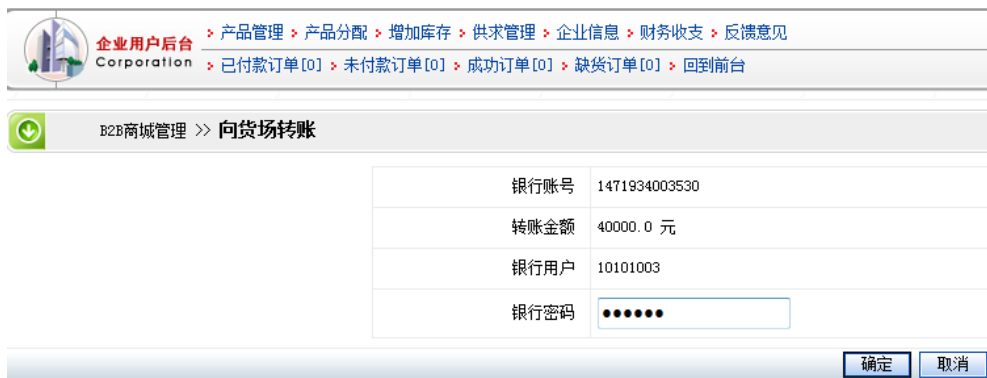 企业用户后台
Corporation
产品管理 产品分配 增加库存 供求管理 企业信息 财务收支 反馈意见
已付款订单[0] 未付款订单[0] 成功订单[0] 缺货订单[0] 回到前台
B2B商城管理 >> 向货场转账
银行账号 1471934003530
转账金额 40000.0 元
银行用户 10101003
银行密码 ●●●●●●
确定 取消